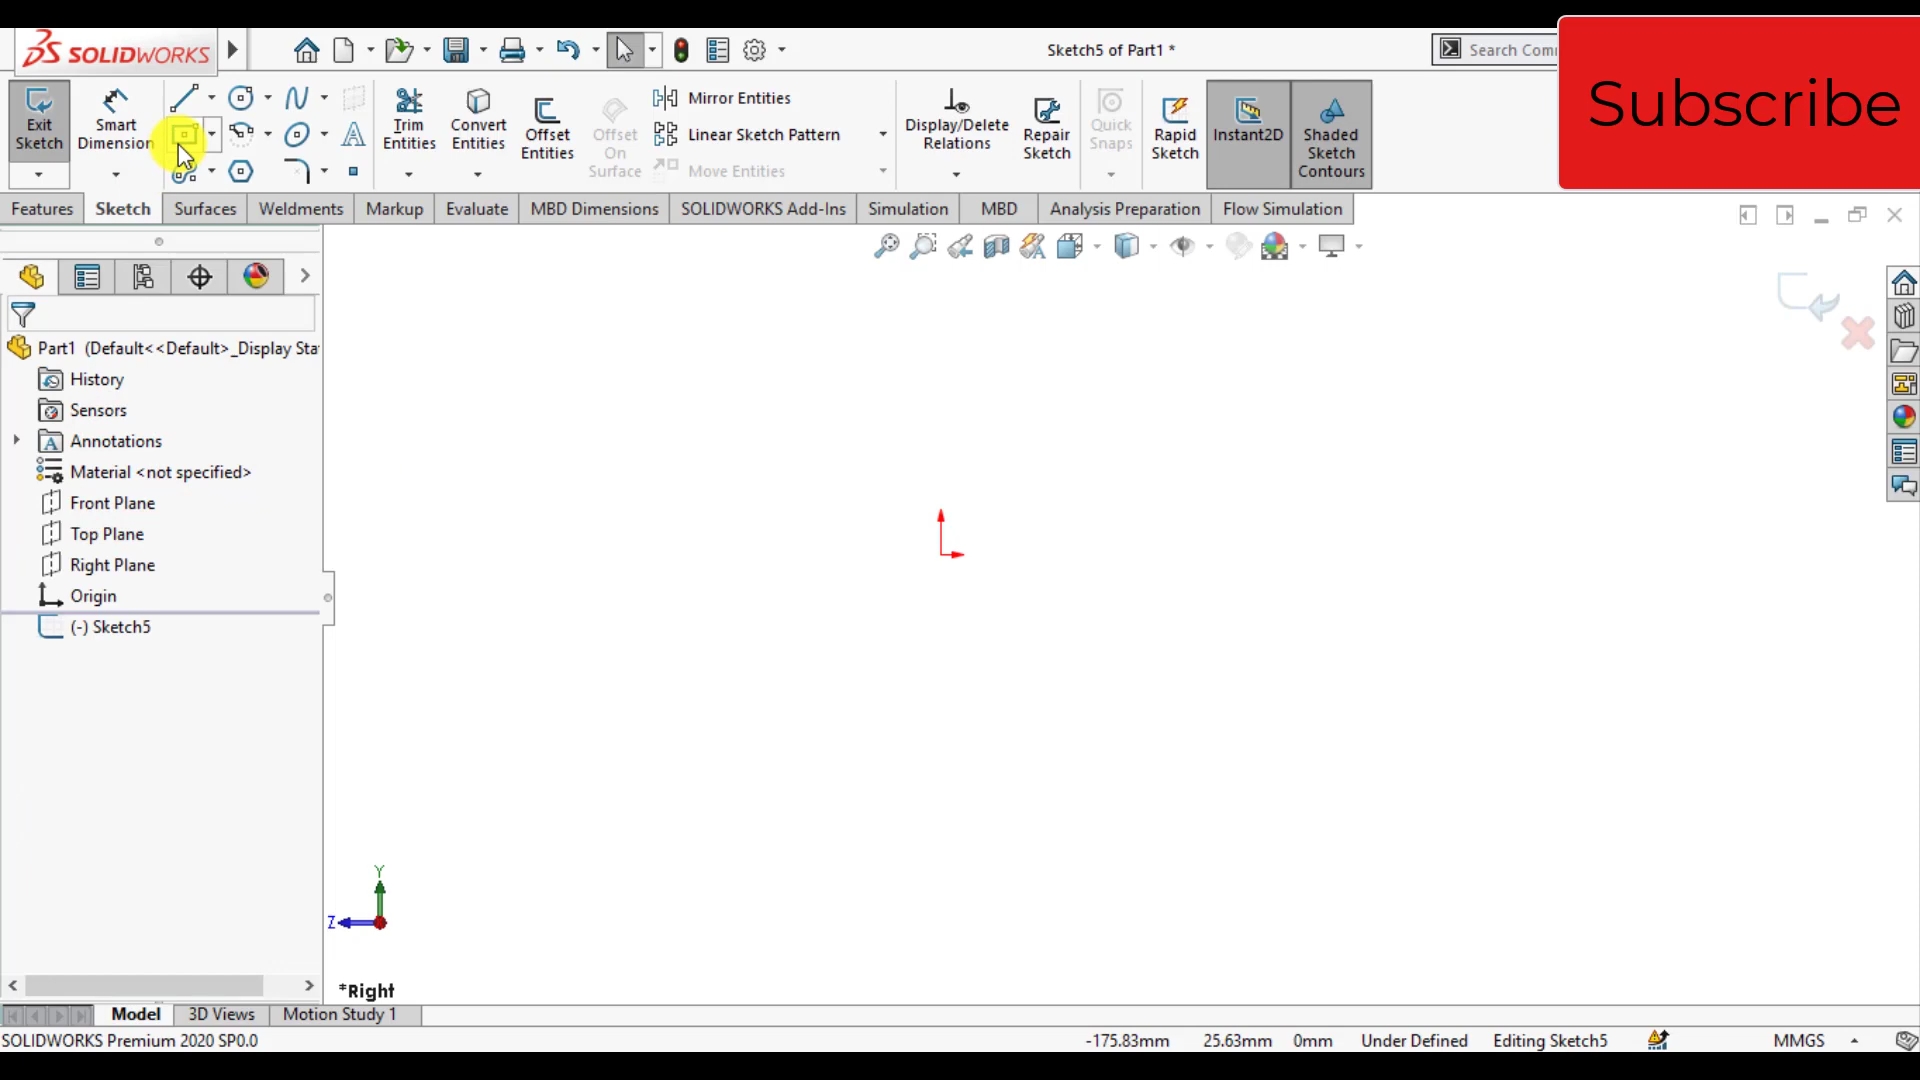 SOLIDWORKS
Sketch5 of Part1 *
Search Com
Subscribe
Exit Sketch
Smart Dimension
Trim Entities
Convert Entities
Offset Entities
Offset On Surface
Mirror Entities
Linear Sketch Pattern
Move Entities
Display/Delete Relations
Repair Sketch
Quick Snaps
Rapid Sketch
Instant2D
Shaded Sketch Contours
Features
Sketch
Surfaces
Weldments
Markup
Evaluate
MBD Dimensions
SOLIDWORKS Add-Ins
Simulation
MBD
Analysis Preparation
Flow Simulation
Part1 (Default<<Default>_Display Sta
History
Sensors
Annotations
Material <not specified>
Front Plane
Top Plane
Right Plane
Origin
(-) Sketch5
Y
Z
*Right
Model
3D Views
Motion Study 1
SOLIDWORKS Premium 2020 SP0.0
-175.83mm
25.63mm
0mm
Under Defined
Editing Sketch5
MMGS